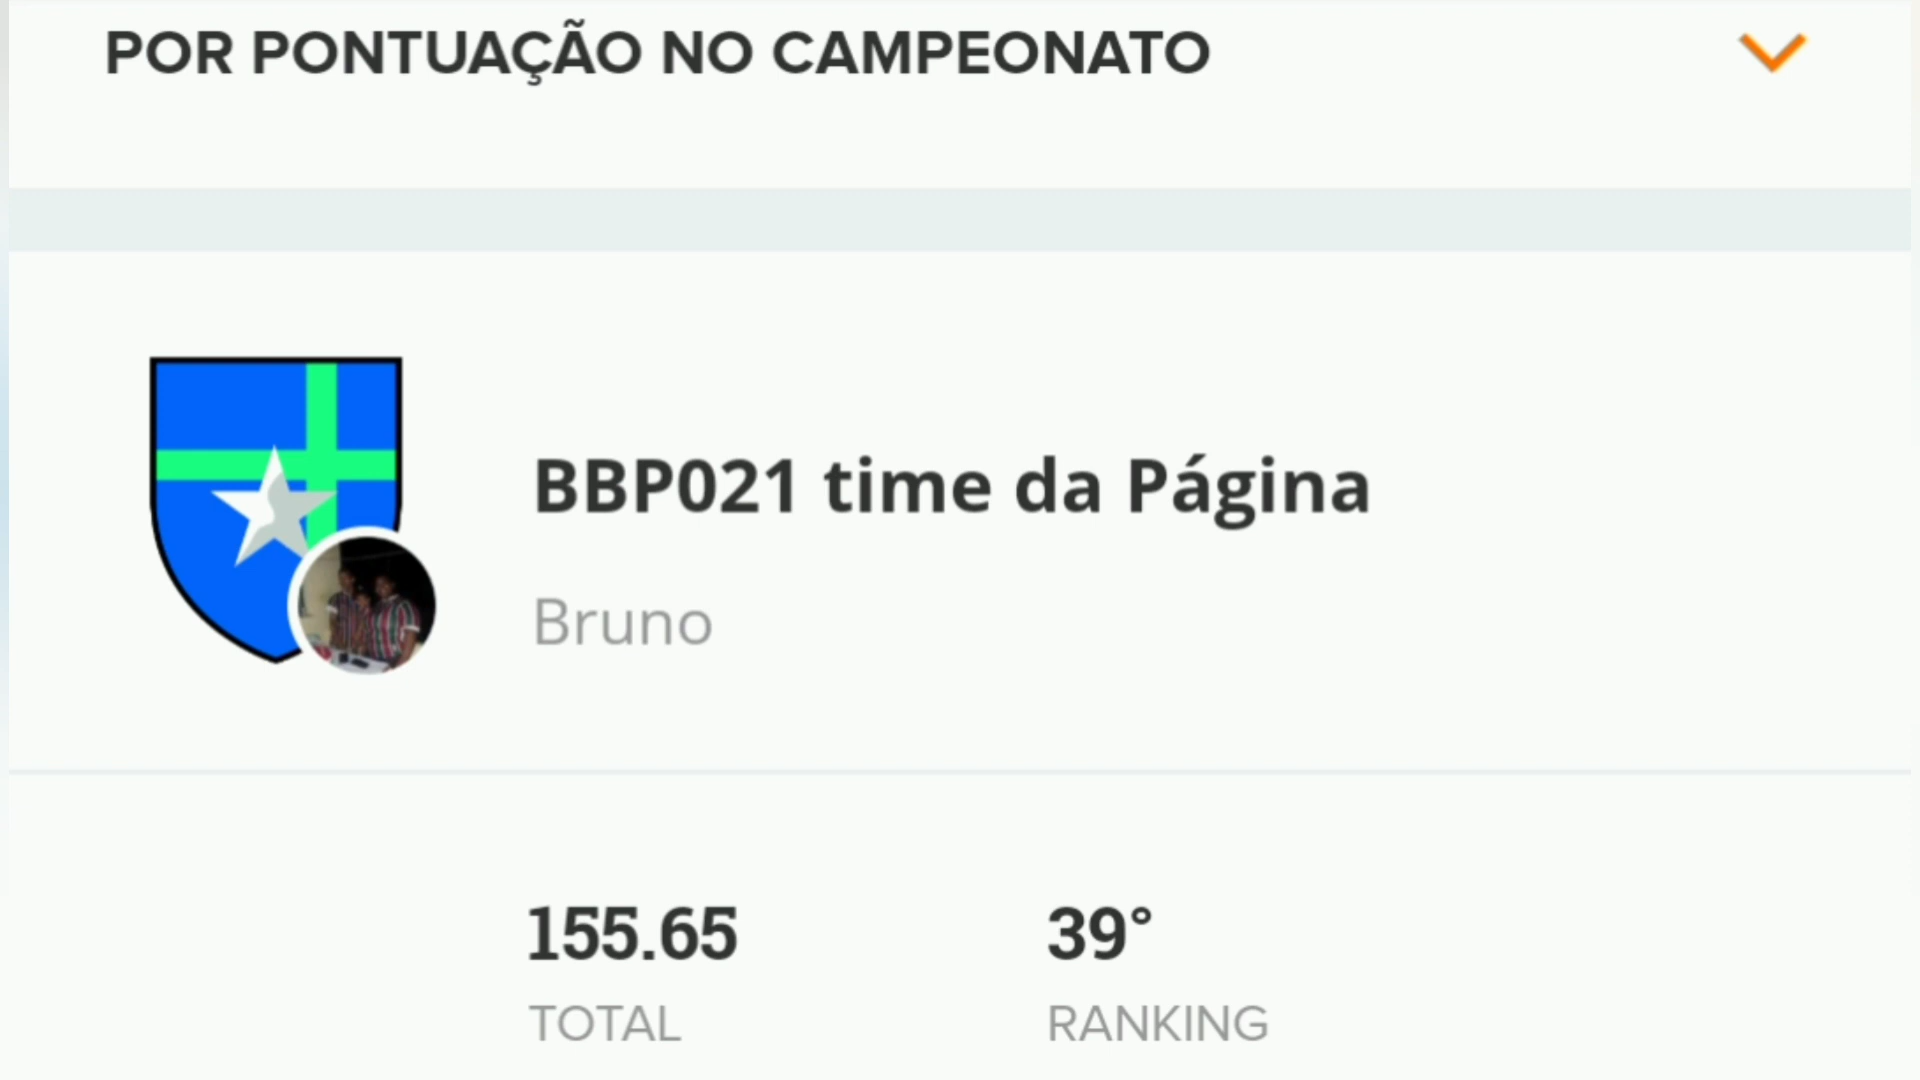 POR PONTUAÇÃO NO CAMPEONATO
BBP021 time da Página
Bruno
155.65 39°
TOTAL RANKING